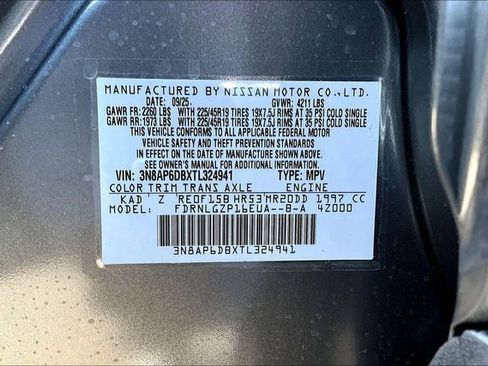 MANUFACTURED BY NISSAN MOTOR CO.,LTD.
DATE: 09/25 GVWR: 4211 LBS
GAWR FR: 2260 LBS WITH 225/45R19 TIRES 19X7.5J RIMS AT 35 PSI COLD SINGLE
GAWR RR: 1973 LBS WITH 225/45R19 TIRES 19X7.5J RIMS AT 35 PSI COLD SINGLE
THIS VEHICLE CONFORMS TO ALL APPLICABLE FEDERAL MOTOR
VEHICLE SAFETY AND THEFT PREVENTION STANDARDS IN EFFECT
ON THE DATE OF MANUFACTURE SHOWN ABOVE.
SEE OWNER'S MANUAL FOR ADDITIONAL INFORMATION.
VIN: 3N8AP6DBXTL324941 TYPE: MPV
COLOR TRIM TRANS AXLE ENGINE
KAD ' Z 'RE0F15B HR53'MR20DD 1997 CC
MODEL: FDRNLGZP16EUA--B-A 4Z000
3N8AP6DBXTL324941